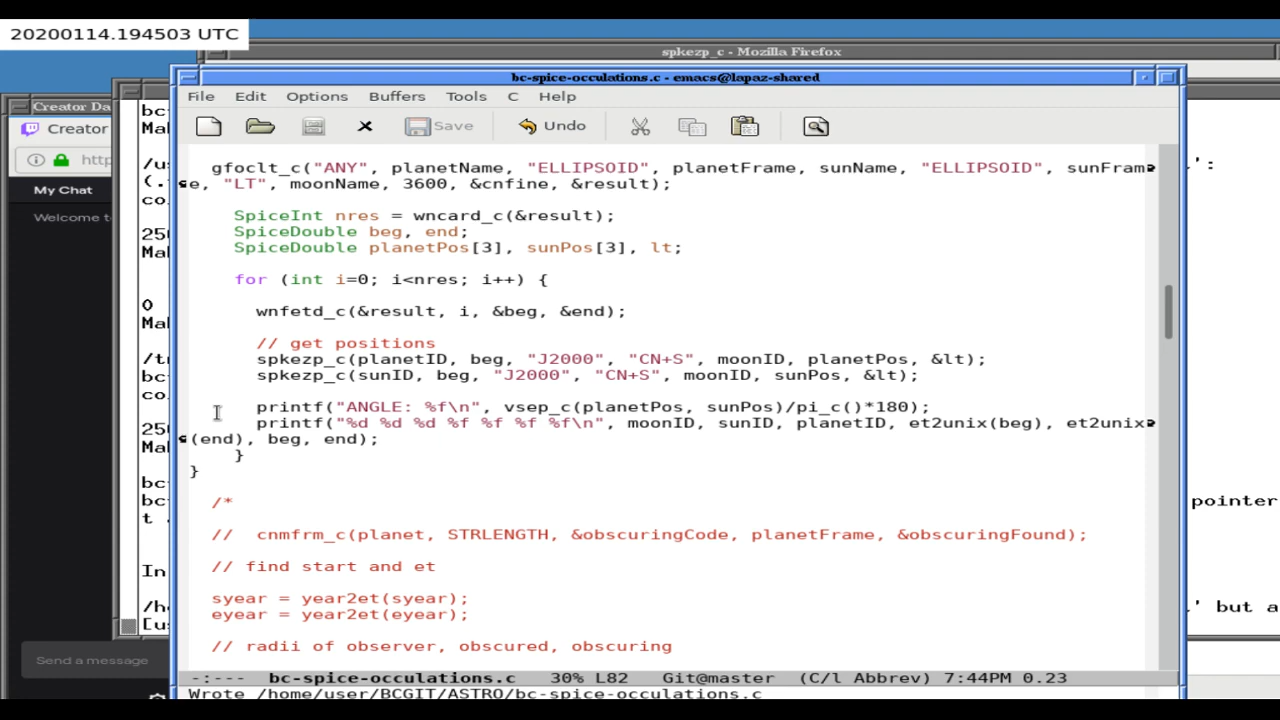 20200114.194503 UTC
spkezp_c - Mozilla Firefox
bc-spice-occulations.c - emacs@lapaz-shared
Creator Da
Creator
http
My Chat
Welcome to
Send a message
File Edit Options Buffers Tools C Help
Save Undo
gfoclt_c("ANY", planetName, "ELLIPSOID", planetFrame, sunName, "ELLIPSOID", sunFram
e, "LT", moonName, 3600, &cnfine, &result);
SpiceInt nres = wncard_c(&result);
SpiceDouble beg, end;
SpiceDouble planetPos[3], sunPos[3], lt;
for (int i=0; i<nres; i++) {
wnfetd_c(&result, i, &beg, &end);
// get positions
spkezp_c(planetID, beg, "J2000", "CN+S", moonID, planetPos, &lt);
spkezp_c(sunID, beg, "J2000", "CN+S", moonID, sunPos, &lt);
printf("ANGLE: %f\n", vsep_c(planetPos, sunPos)/pi_c()*180);
printf("%d %d %d %f %f %f %f\n", moonID, sunID, planetID, et2unix(beg), et2unix
(end), beg, end);
}
}
/*
// cnmfrm_c(planet, STRLENGTH, &obscuringCode, planetFrame, &obscuringFound);
// find start and et
syear = year2et(syear);
eyear = year2et(eyear);
// radii of observer, obscured, obscuring
-:--- bc-spice-occulations.c 30% L82 Git@master (C/l Abbrev) 7:44PM 0.23
Wrote /home/user/BCGIT/ASTRO/bc-spice-occulations.c
pointer
' but a